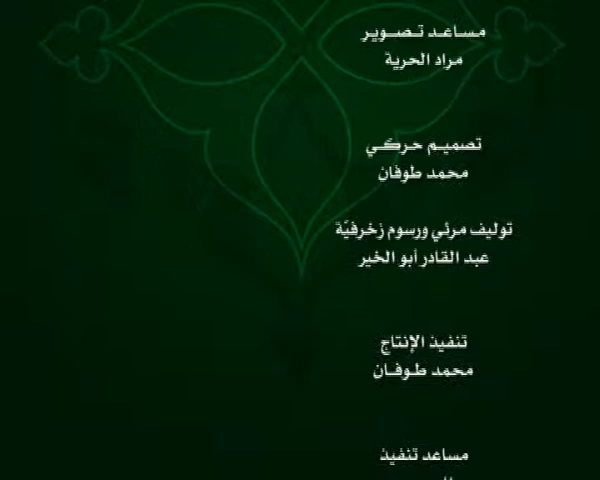 مساعد تصوير
مراد الحرية
تصميم حركي
محمد طوفان
توليف مرئي ورسوم زخرفيّة
عبد القادر أبو الخير
تنفيذ الإنتاج
محمد طوفان
مساعد تنفيذ